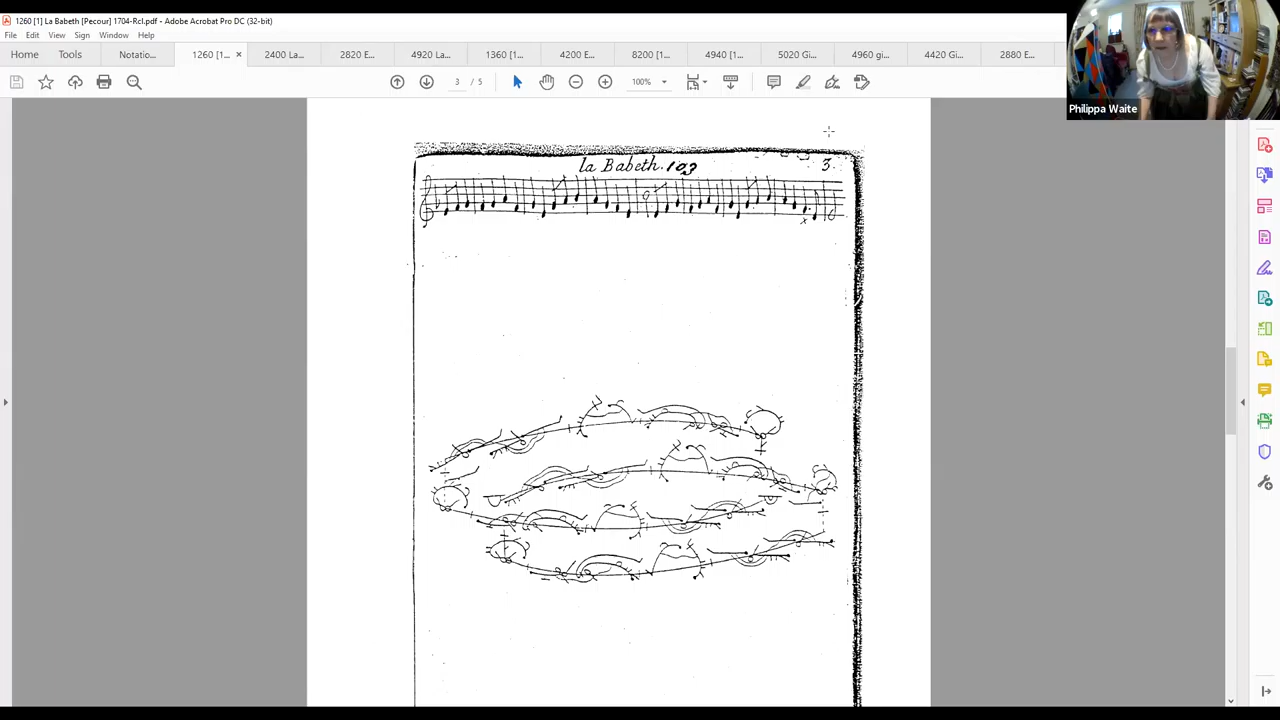 1260 [1] La Babeth [Pecour] 1704-Rcl.pdf - Adobe Acrobat Pro DC (32-bit)
File Edit View Sign Window Help
Home Tools Notatio... 1260 [1... × 2400 La... 2820 E... 4920 L... 1360 [1... 4200 E... 8200 [1... 4940 [1... 5020 Gi... 4960 gi... 4420 Gi... 2880 E...
3 / 5 100%
Philippa Waite
la Babeth. 103 3.